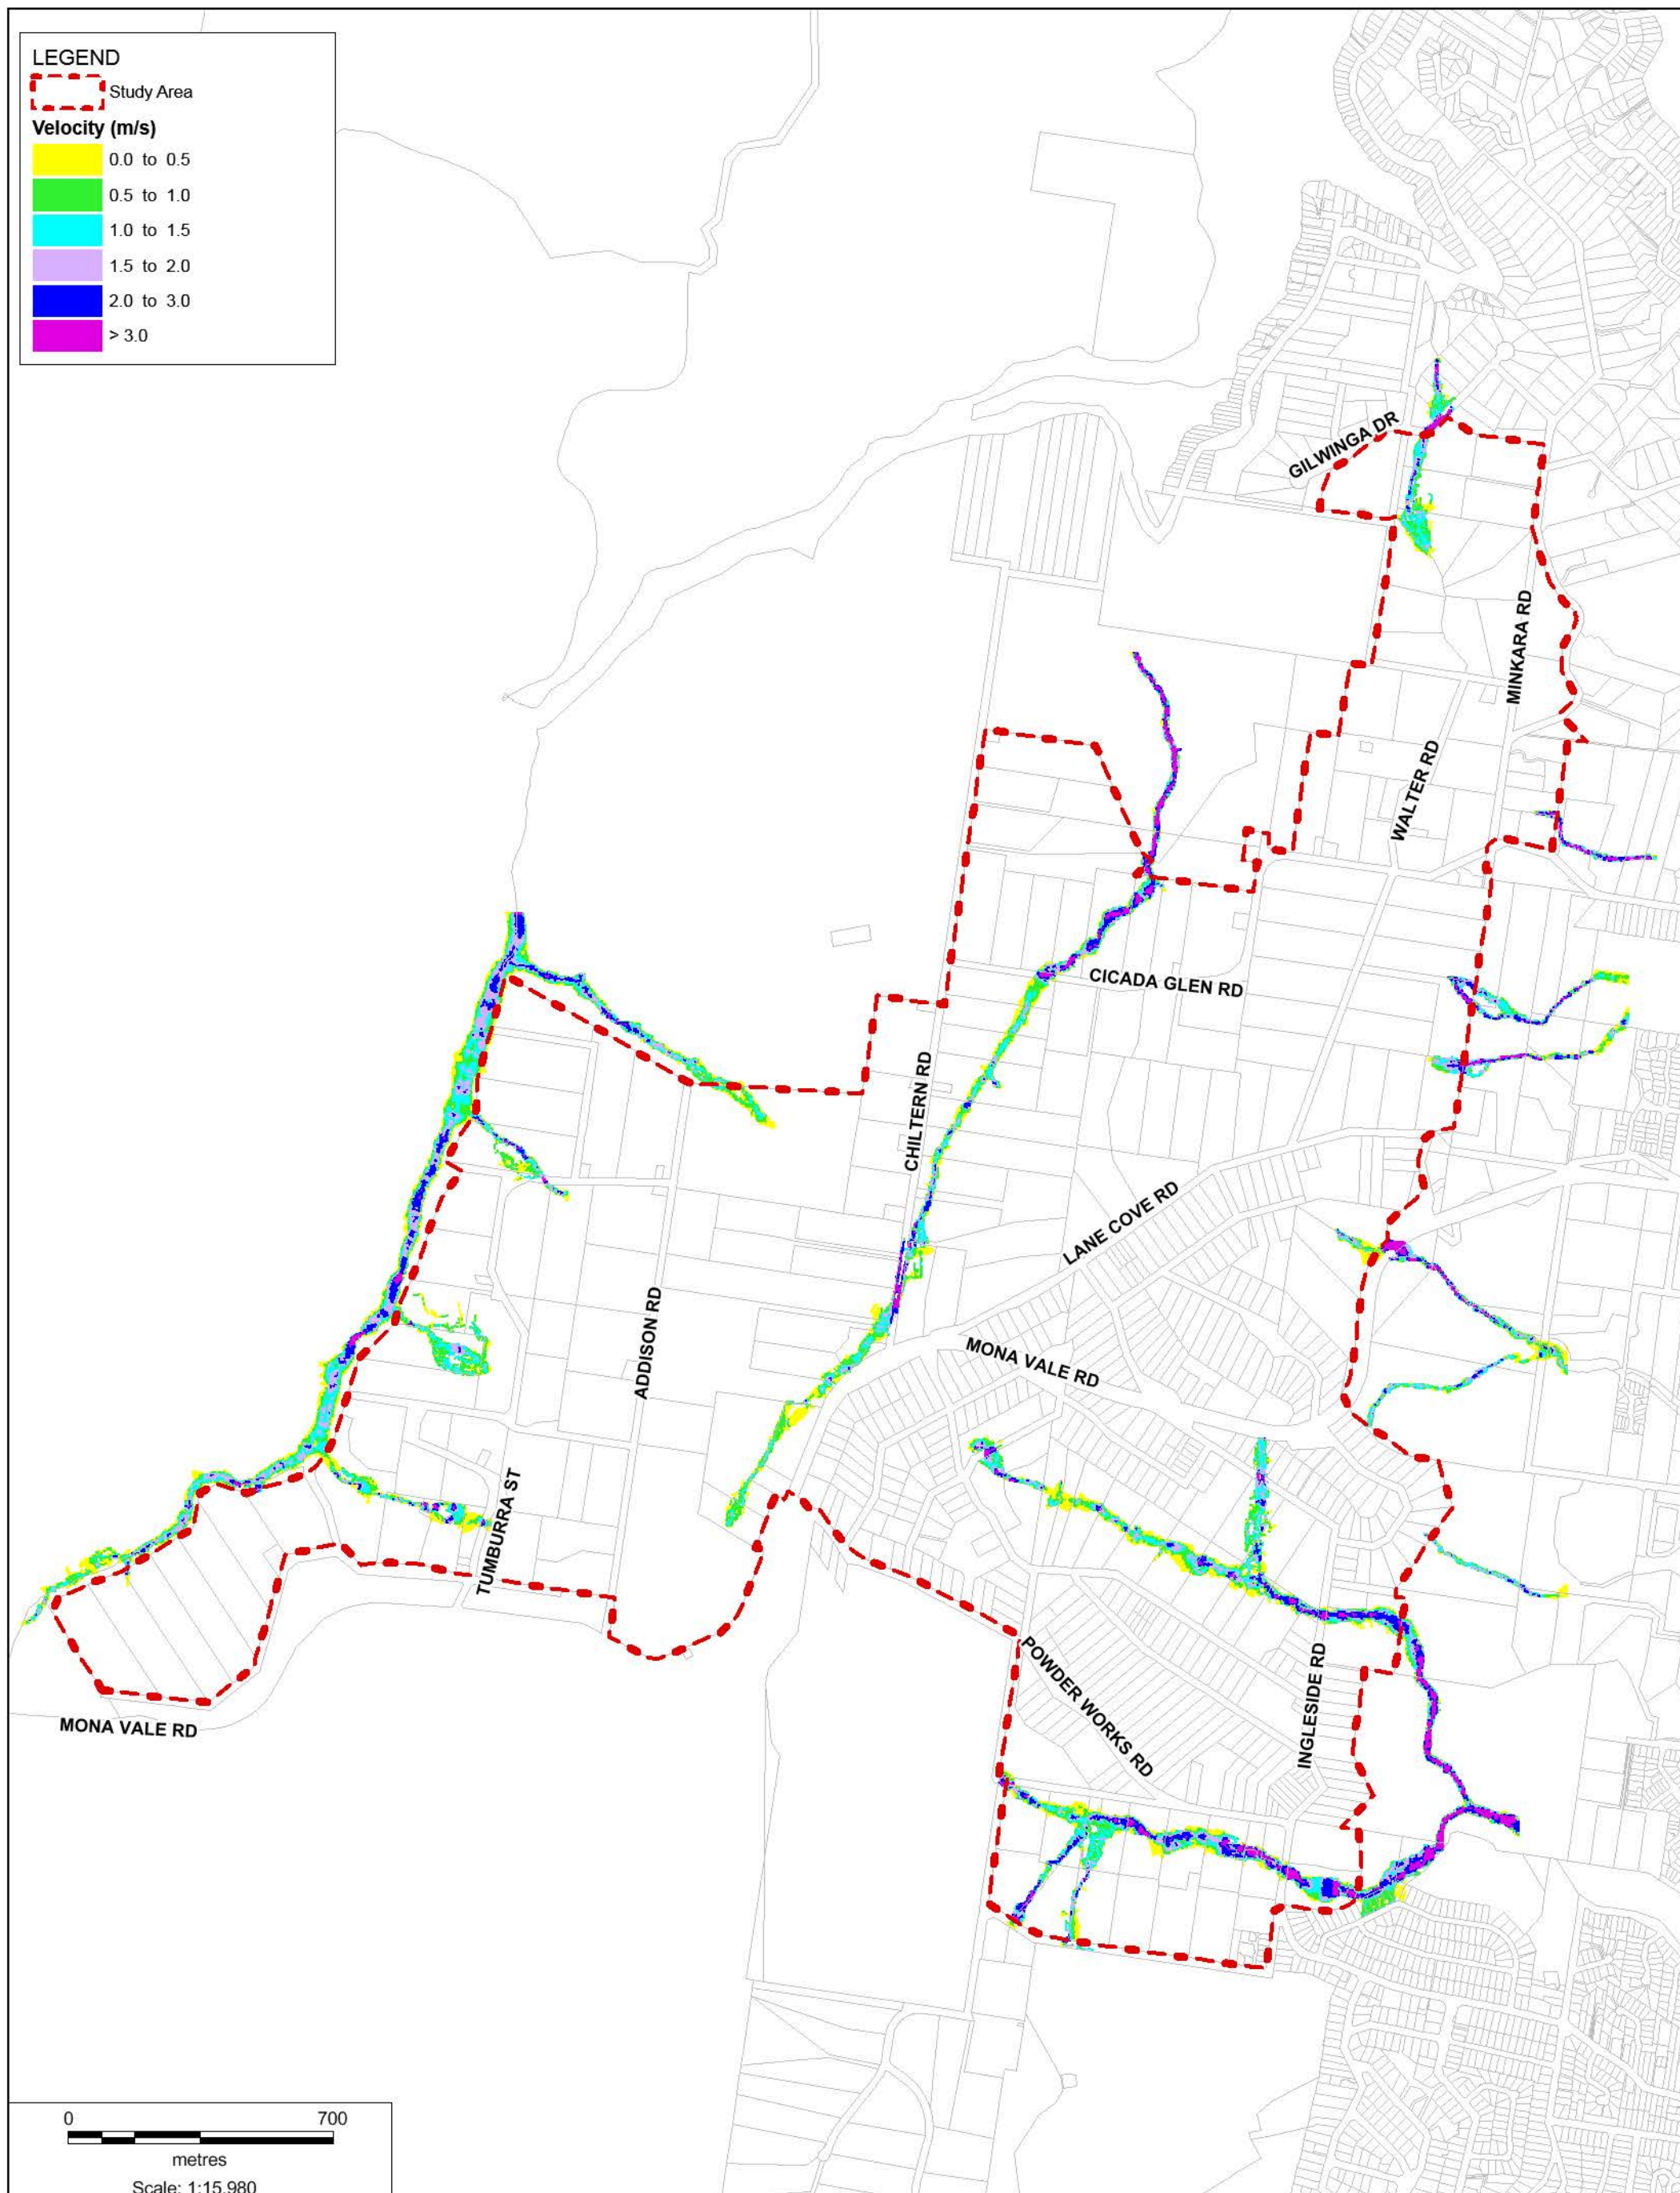 LEGEND
Study Area
Velocity (m/s)
0.0 to 0.5
0.5 to 1.0
1.0 to 1.5
1.5 to 2.0
2.0 to 3.0
> 3.0
GILWINGA DR
MINKARA RD
WALTER RD
CICADA GLEN RD
CHILTERN RD
LANE COVE RD
ADDISON RD
MONA VALE RD
TUMBURRA ST
POWDER WORKS RD
INGLESIDE RD
MONA VALE RD
0 700
metres
Scale: 1:15,980